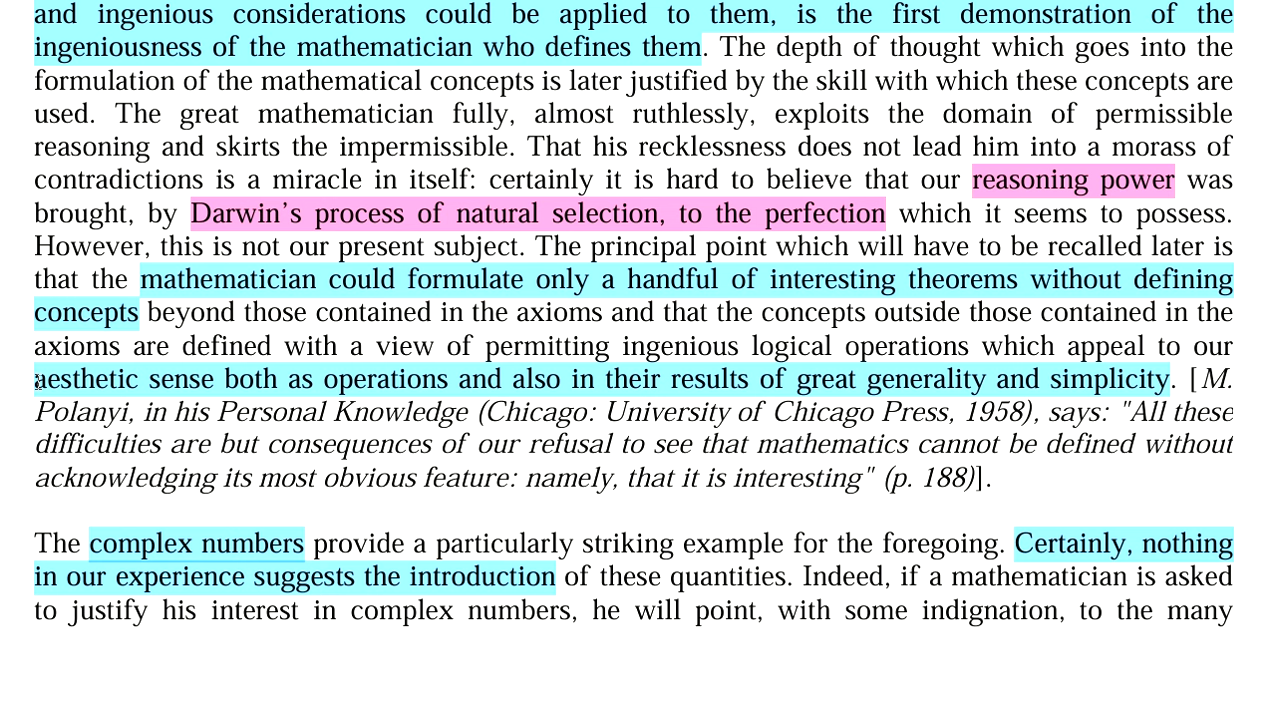 and ingenious considerations could be applied to them, is the first demonstration of the
ingeniousness of the mathematician who defines them. The depth of thought which goes into the
formulation of the mathematical concepts is later justified by the skill with which these concepts are
used. The great mathematician fully, almost ruthlessly, exploits the domain of permissible
reasoning and skirts the impermissible. That his recklessness does not lead him into a morass of
contradictions is a miracle in itself: certainly it is hard to believe that our reasoning power was
brought, by Darwin's process of natural selection, to the perfection which it seems to possess.
However, this is not our present subject. The principal point which will have to be recalled later is
that the mathematician could formulate only a handful of interesting theorems without defining
concepts beyond those contained in the axioms and that the concepts outside those contained in the
axioms are defined with a view of permitting ingenious logical operations which appeal to our
aesthetic sense both as operations and also in their results of great generality and simplicity. [M.
Polanyi, in his Personal Knowledge (Chicago: University of Chicago Press, 1958), says: "All these
difficulties are but consequences of our refusal to see that mathematics cannot be defined without
acknowledging its most obvious feature: namely, that it is interesting" (p. 188)].
The complex numbers provide a particularly striking example for the foregoing. Certainly, nothing
in our experience suggests the introduction of these quantities. Indeed, if a mathematician is asked
to justify his interest in complex numbers, he will point, with some indignation, to the many